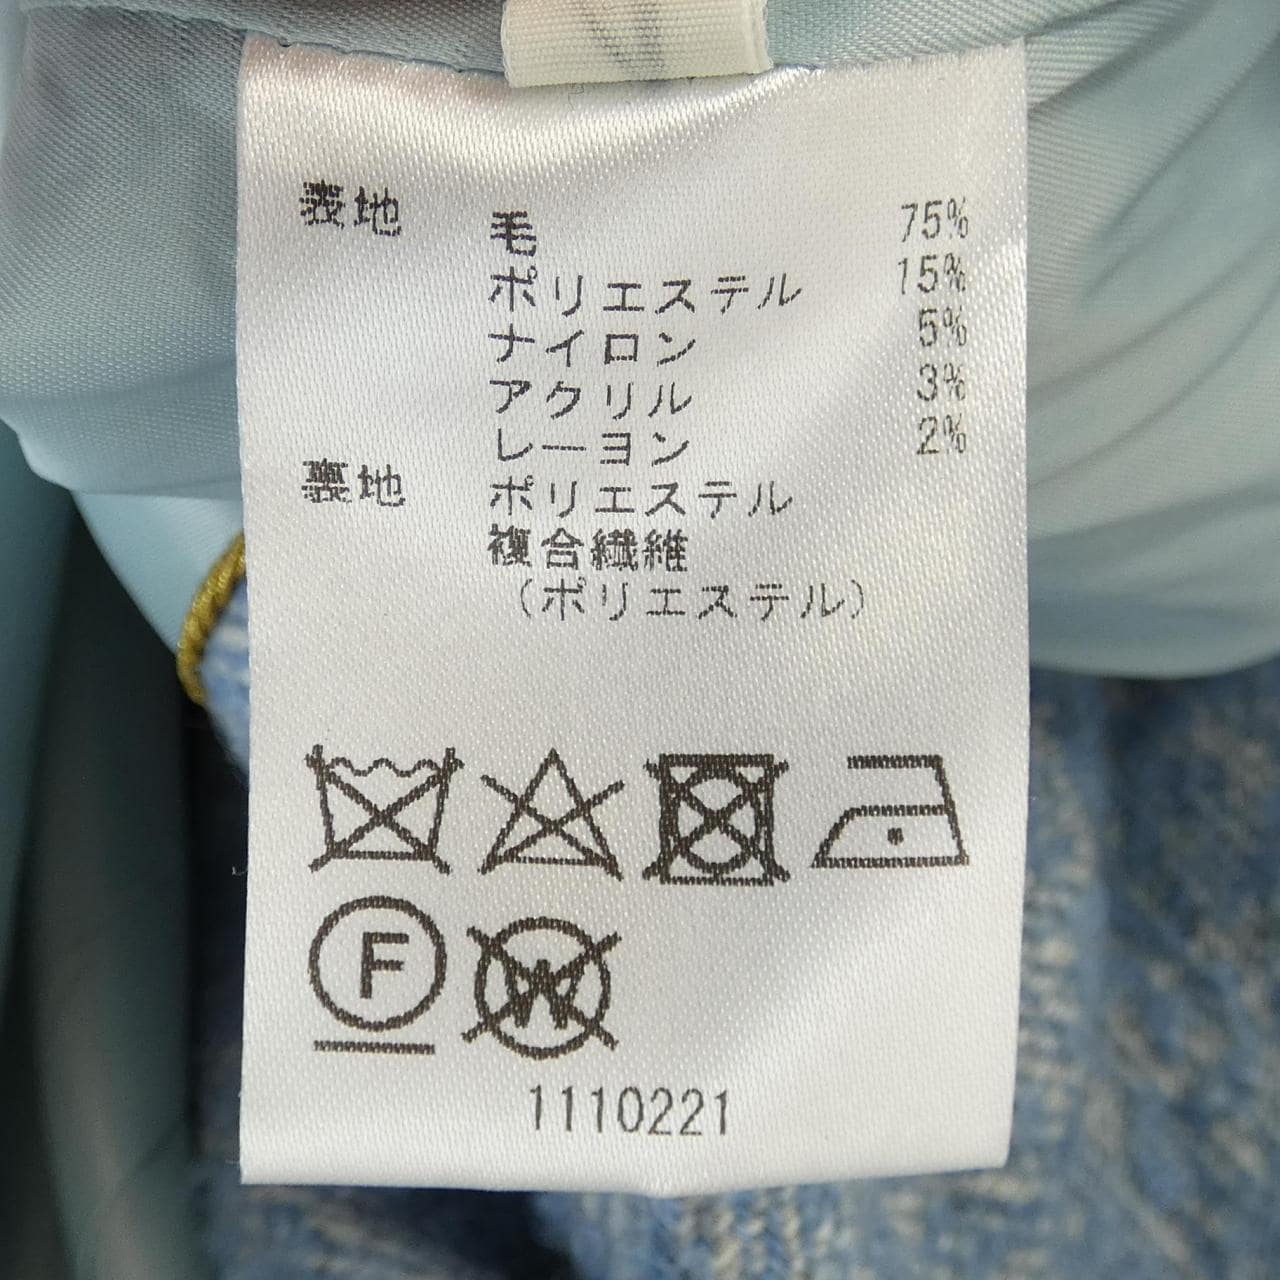 表地 毛 75%
ポリエステル 15%
ナイロン 5%
アクリル 3%
レーヨン 2%
裏地 ポリエステル
複合繊維
（ポリエステル）
F
W
1110221